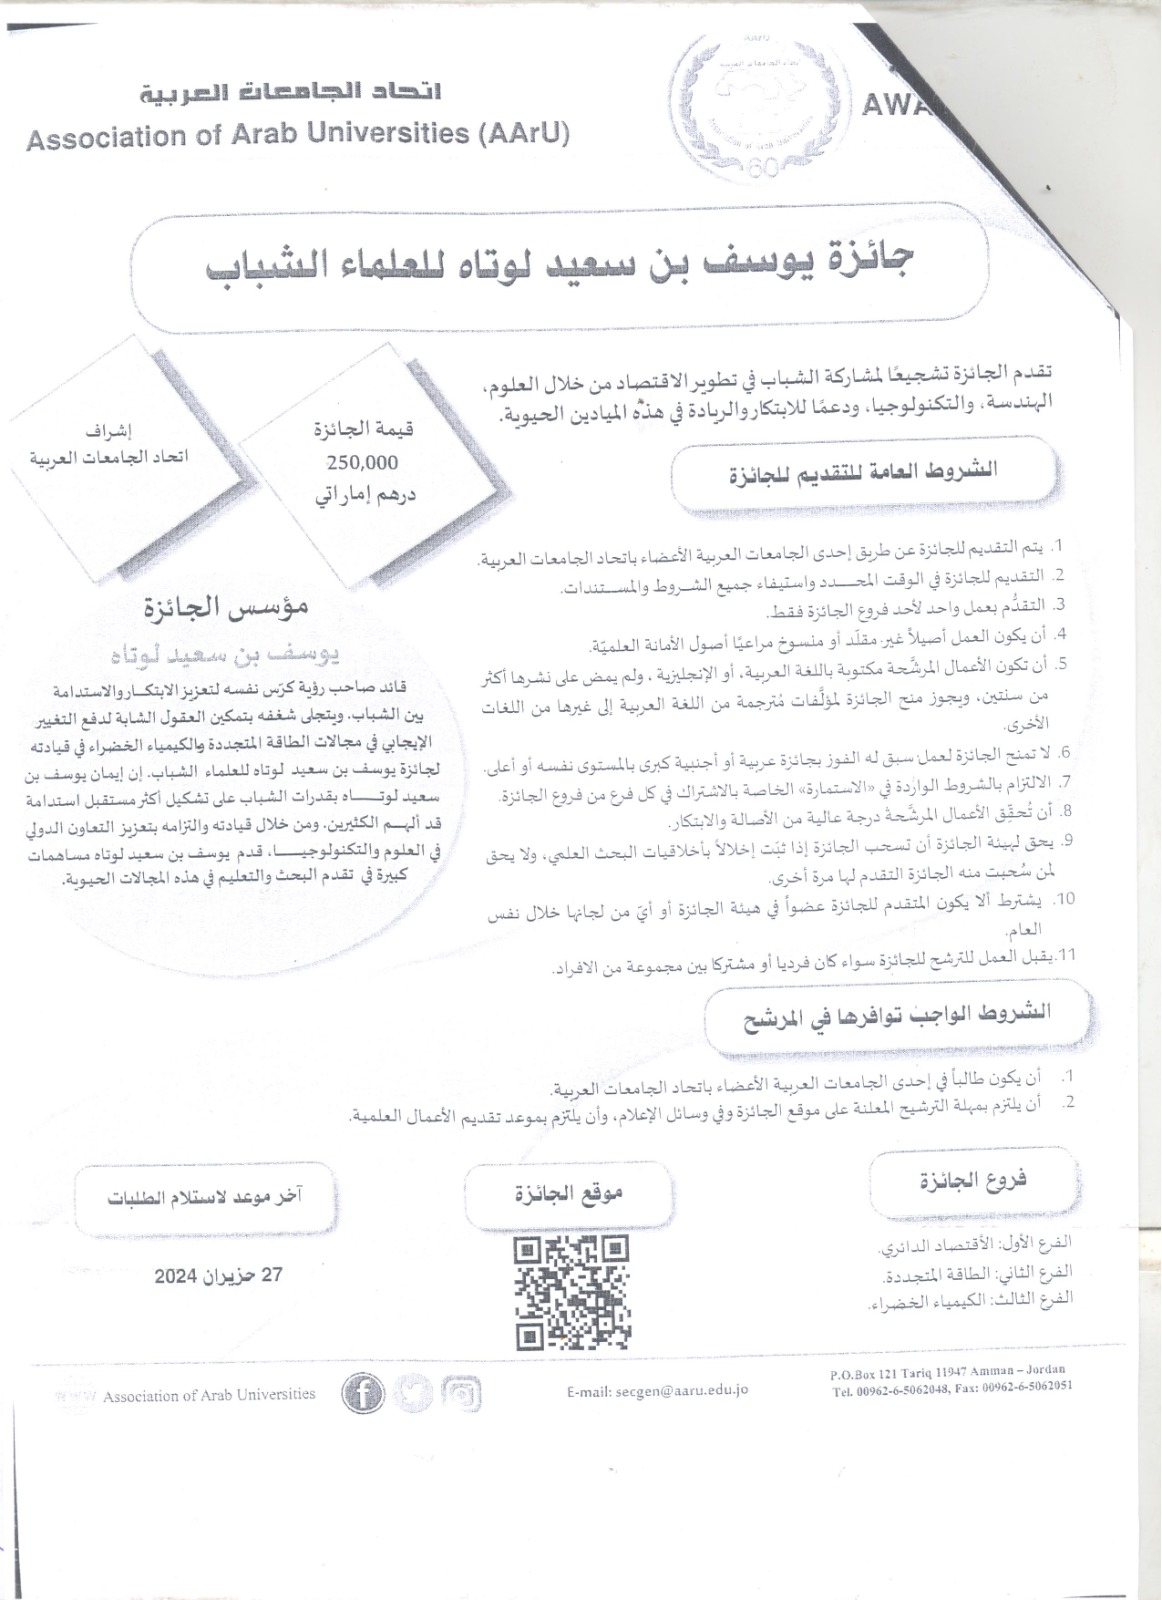 اتحاد الجامعات العربية
Association of Arab Universities (AArU)
AArU
اتحاد الجامعات العربية
Association of Arab Universities
60
AWA
جائزة يوسف بن سعيد لوتاه للعلماء الشباب
تقدم الجائزة تشجيعًا لمشاركة الشباب في تطوير الاقتصاد من خلال العلوم،
الهندسة، والتكنولوجيا، ودعمًا للابتكار والريادة في هذه الميادين الحيوية.
قيمة الجائزة
250,000
درهم إماراتي
إشراف
اتحاد الجامعات العربية
الشروط العامة للتقديم للجائزة
1. يتم التقديم للجائزة عن طريق إحدى الجامعات العربية الأعضاء باتحاد الجامعات العربية.
2. التقديم للجائزة في الوقت المحـــدد واستيفاء جميع الشـروط والمســتندات.
3. التقدُّم بعمل واحد لأحد فروع الجائزة فقط.
4. أن يكون العمل أصيلاً غير مقلّد أو منسوخ مراعيًا أصول الأمانة العلميّة.
5. أن تكون الأعمال المرشَّحة مكتوبة باللغة العربية، أو الإنجليزية ، ولم يمض على نشرها أكثر
من سنتين، ويجوز منح الجائزة لمؤلَّفات مُترجمة من اللغة العربية إلى غيرها من اللغات
الأخرى.
6. لا تمنح الجائزة لعمل سبق له الفوز بجائزة عربية أو أجنبية كبرى بالمستوى نفسه أو أعلى.
7. الالتزام بالشروط الواردة في «الاستمارة» الخاصة بالاشتراك في كل فرع من فروع الجائزة.
8. أن تُحقِّق الأعمال المرشَّحة درجة عالية من الأصالة والابتكار.
9. يحق لهيئة الجائزة أن تسحب الجائزة إذا ثبَت إخلالاً بأخلاقيات البحث العلمي، ولا يحق
لمن سُحبت منه الجائزة التقدم لها مرة أخرى.
10. يشترط ألا يكون المتقدم للجائزة عضواً في هيئة الجائزة أو أيّ من لجانها خلال نفس
العام.
11.يقبل العمل للترشح للجائزة سواء كان فرديا أو مشتركا بين مجموعة من الافراد.
مؤسس الجائزة
يوسف بن سعيد لوتاه
قائد صاحب رؤية كرّس نفسه لتعزيز الابتكار والاستدامة
بين الشباب، ويتجلى شغفه بتمكين العقول الشابة لدفع التغيير
الإيجابي في مجالات الطاقة المتجددة والكيمياء الخضراء في قيادته
لجائزة يوسف بن سعيد لوتاه للعلماء الشباب. إن إيمان يوسف بن
سعيد لوتـــاه بقدرات الشباب على تشكيل أكثر مستقبل استدامة
قد ألهـم الكثيرين. ومن خلال قيادته والتزامه بتعزيز التعاون الدولي
في العلوم والتكنولوجيـــا، قدم يوسف بن سعيد لوتاه مساهمات
كبيرة في تقدم البحث والتعليم في هذه المجالات الحيوية.
الشروط الواجب توافرها في المرشح
1. أن يكون طالباً في إحدى الجامعات العربية الأعضاء باتحاد الجامعات العربية.
2. أن يلتزم بمهلة الترشيح المعلنة على موقع الجائزة وفي وسائل الإعلام، وأن يلتزم بموعد تقديم الأعمال العلمية.
فروع الجائزة
الفرع الأول: الأقتصاد الدائري.
الفرع الثاني: الطاقة المتجددة.
الفرع الثالث: الكيمياء الخضراء.
موقع الجائزة
آخر موعد لاستلام الطلبات
27 حزيران 2024
www Association of Arab Universities
E-mail: secgen@aaru.edu.jo
P.O.Box 121 Tariq 11947 Amman – Jordan
Tel. 00962-6-5062048, Fax: 00962-6-5062051